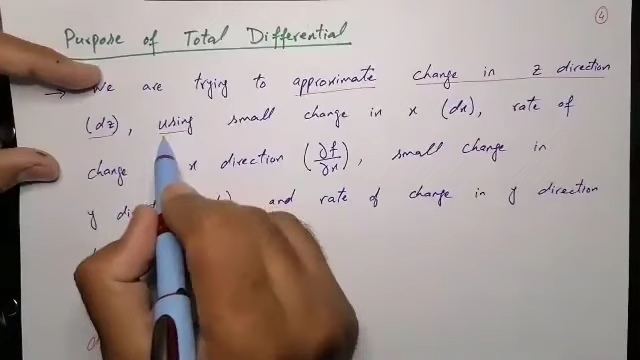 4
Purpose of Total Differential
→ We are trying to approximate change in z direction
(dz), using small change in x (dx), rate of
change x direction (∂f/∂x), small change in
y and rate of change in y direction